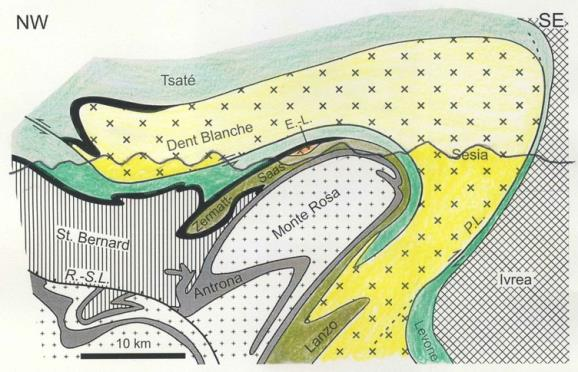 NW
SE
Tsaté
Dent Blanche
E.-L.
Sesia
Zermatt-
Saas
St. Bernard
Monte Rosa
P.L.
R.-S.L.
Antrona
Ivrea
Lanzo
Levone
10 km